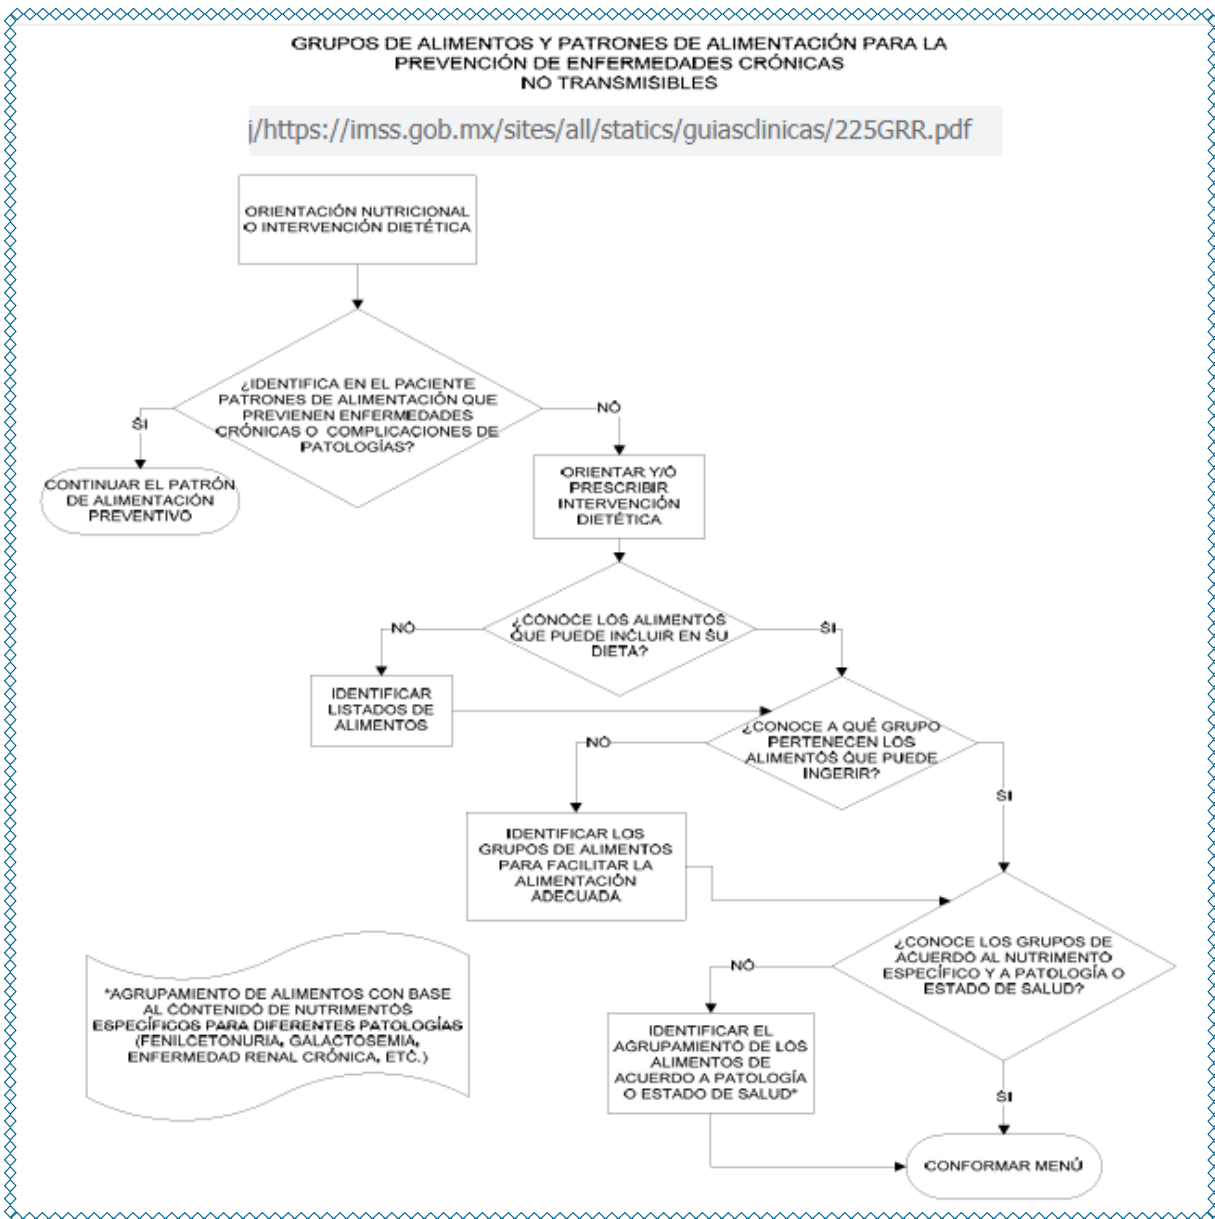 GRUPOS DE ALIMENTOS Y PATRONES DE ALIMENTACIÓN PARA LA
PREVENCIÓN DE ENFERMEDADES CRÓNICAS
NO TRANSMISIBLES
j/https://imss.gob.mx/sites/all/statics/guiasclinicas/225GRR.pdf
ORIENTACIÓN NUTRICIONAL
O INTERVENCIÓN DIETÉTICA
¿IDENTIFICA EN EL PACIENTE
PATRONES DE ALIMENTACIÓN QUE
PREVIENEN ENFERMEDADES
CRÓNICAS O COMPLICACIONES DE
PATOLOGÍAS?
SI
NO
CONTINUAR EL PATRÓN
DE ALIMENTACIÓN
PREVENTIVO
ORIENTAR Y/O
PRESCRIBIR
INTERVENCIÓN
DIETÉTICA
¿CONOCE LOS ALIMENTOS
QUE PUEDE INCLUIR EN SU
DIETA?
NO
SI
IDENTIFICAR
LISTADOS DE
ALIMENTOS
¿CONOCE A QUÉ GRUPO
PERTENECEN LOS
ALIMENTOS QUE PUEDE
INGERIR?
NO
SI
IDENTIFICAR LOS
GRUPOS DE ALIMENTOS
PARA FACILITAR LA
ALIMENTACIÓN
ADECUADA
¿CONOCE LOS GRUPOS DE
ACUERDO AL NUTRIMENTO
ESPECÍFICO Y A PATOLOGÍA O
ESTADO DE SALUD?
NO
SI
*AGRUPAMIENTO DE ALIMENTOS CON BASE
AL CONTENIDO DE NUTRIMENTOS
ESPECÍFICOS PARA DIFERENTES PATOLOGÍAS
(FENILCETONURIA, GALACTOSEMIA,
ENFERMEDAD RENAL CRÓNICA, ETC.)
IDENTIFICAR EL
AGRUPAMIENTO DE LOS
ALIMENTOS DE
ACUERDO A PATOLOGÍA
O ESTADO DE SALUD*
CONFORMAR MENÚ